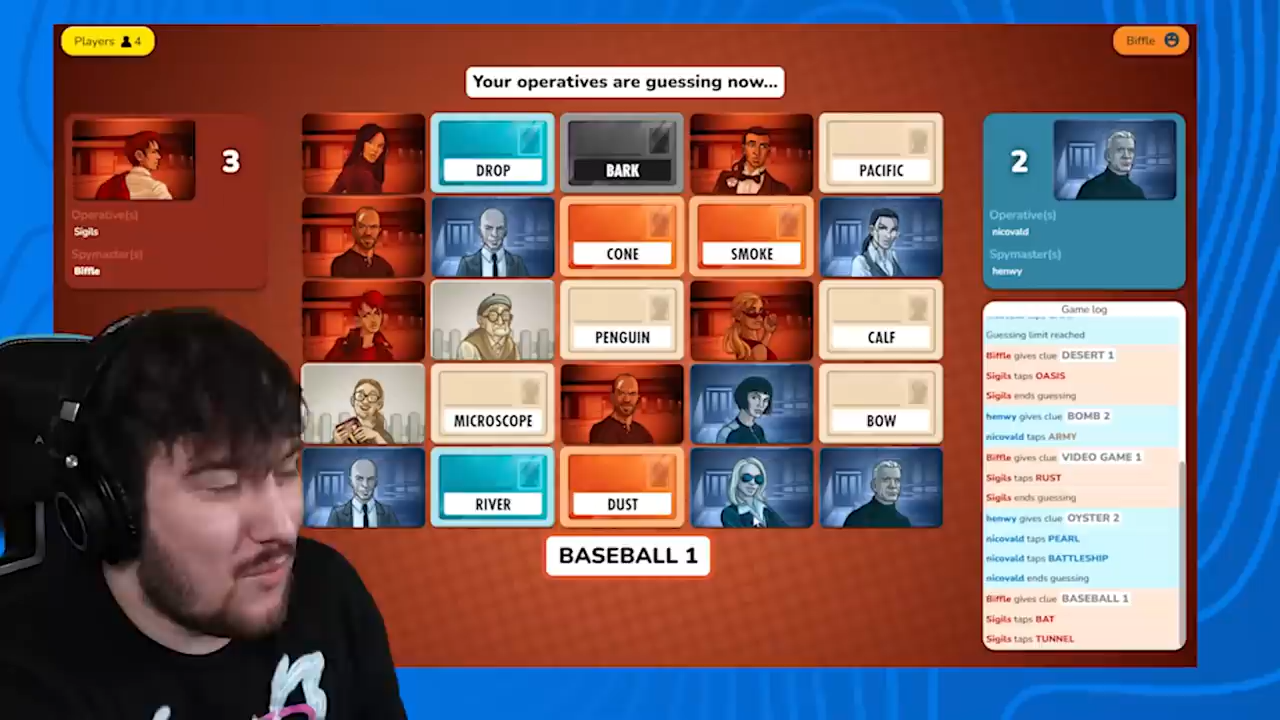 Players 4
Biffle
Your operatives are guessing now...
3
Operative(s)
Sigils
Spymaster(s)
Biffle
2
Operative(s)
nicovald
Spymaster(s)
henwy
DROP
BARK
PACIFIC
CONE
SMOKE
PENGUIN
CALF
MICROSCOPE
BOW
RIVER
DUST
BASEBALL 1
Game log
Guessing limit reached
Biffle gives clue DESERT 1
Sigils taps OASIS
Sigils ends guessing
henwy gives clue BOMB 2
nicovald taps ARMY
Biffle gives clue VIDEO GAME 1
Sigils taps RUST
Sigils ends guessing
henwy gives clue OYSTER 2
nicovald taps PEARL
nicovald taps BATTLESHIP
nicovald ends guessing
Biffle gives clue BASEBALL 1
Sigils taps BAT
Sigils taps TUNNEL